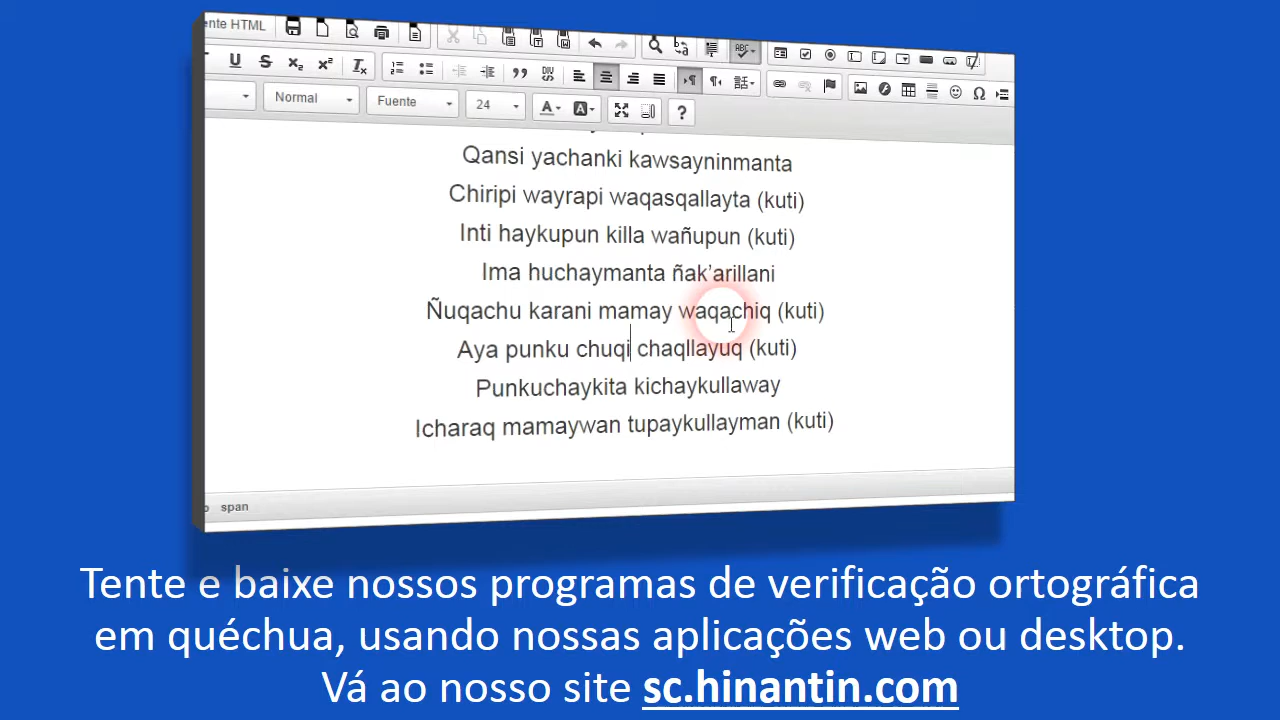 ente HTML
Normal Fuente 24
Qansi yachanki kawsayninmanta
Chiripi wayrapi waqasqallayta (kuti)
Inti haykupun killa wañupun (kuti)
Ima huchaymanta ñak’arillani
Ñuqachu karani mamay waqachiq (kuti)
Aya punku chuqi chaqllayuq (kuti)
Punkuchaykita kichaykullaway
Icharaq mamaywan tupaykullayman (kuti)
span
Tente e baixe nossos programas de verificação ortográfica
em quéchua, usando nossas aplicações web ou desktop.
Vá ao nosso site sc.hinantin.com